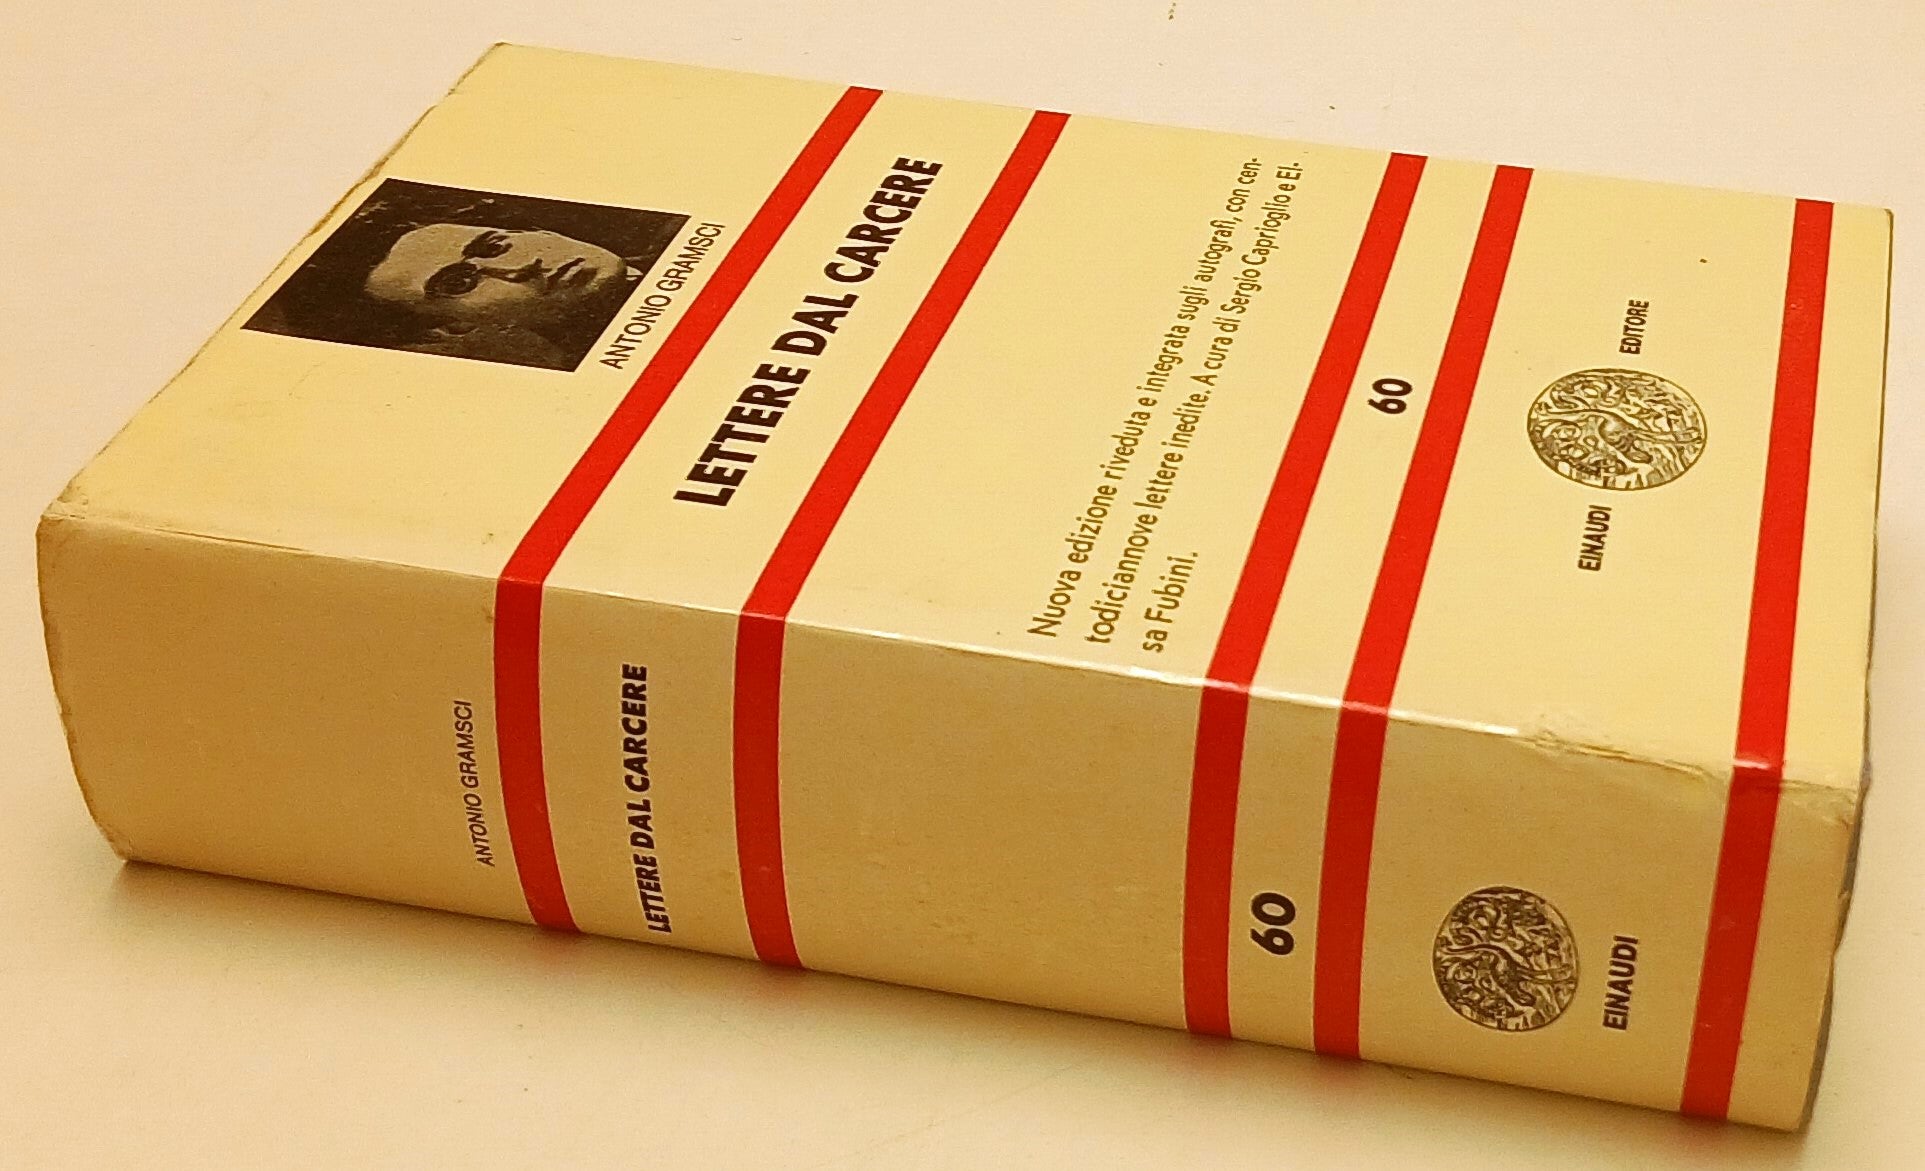 ANTONIO GRAMSCI
LETTERE DAL CARCERE
Nuova edizione riveduta e integrata sugli autografi, con cen-
todiciannove lettere inedite. A cura di Sergio Caprioglio e El-
sa Fubini.
60
EINAUDI EDITORE
ANTONIO GRAMSCI
LETTERE DAL CARCERE
60
EINAUDI